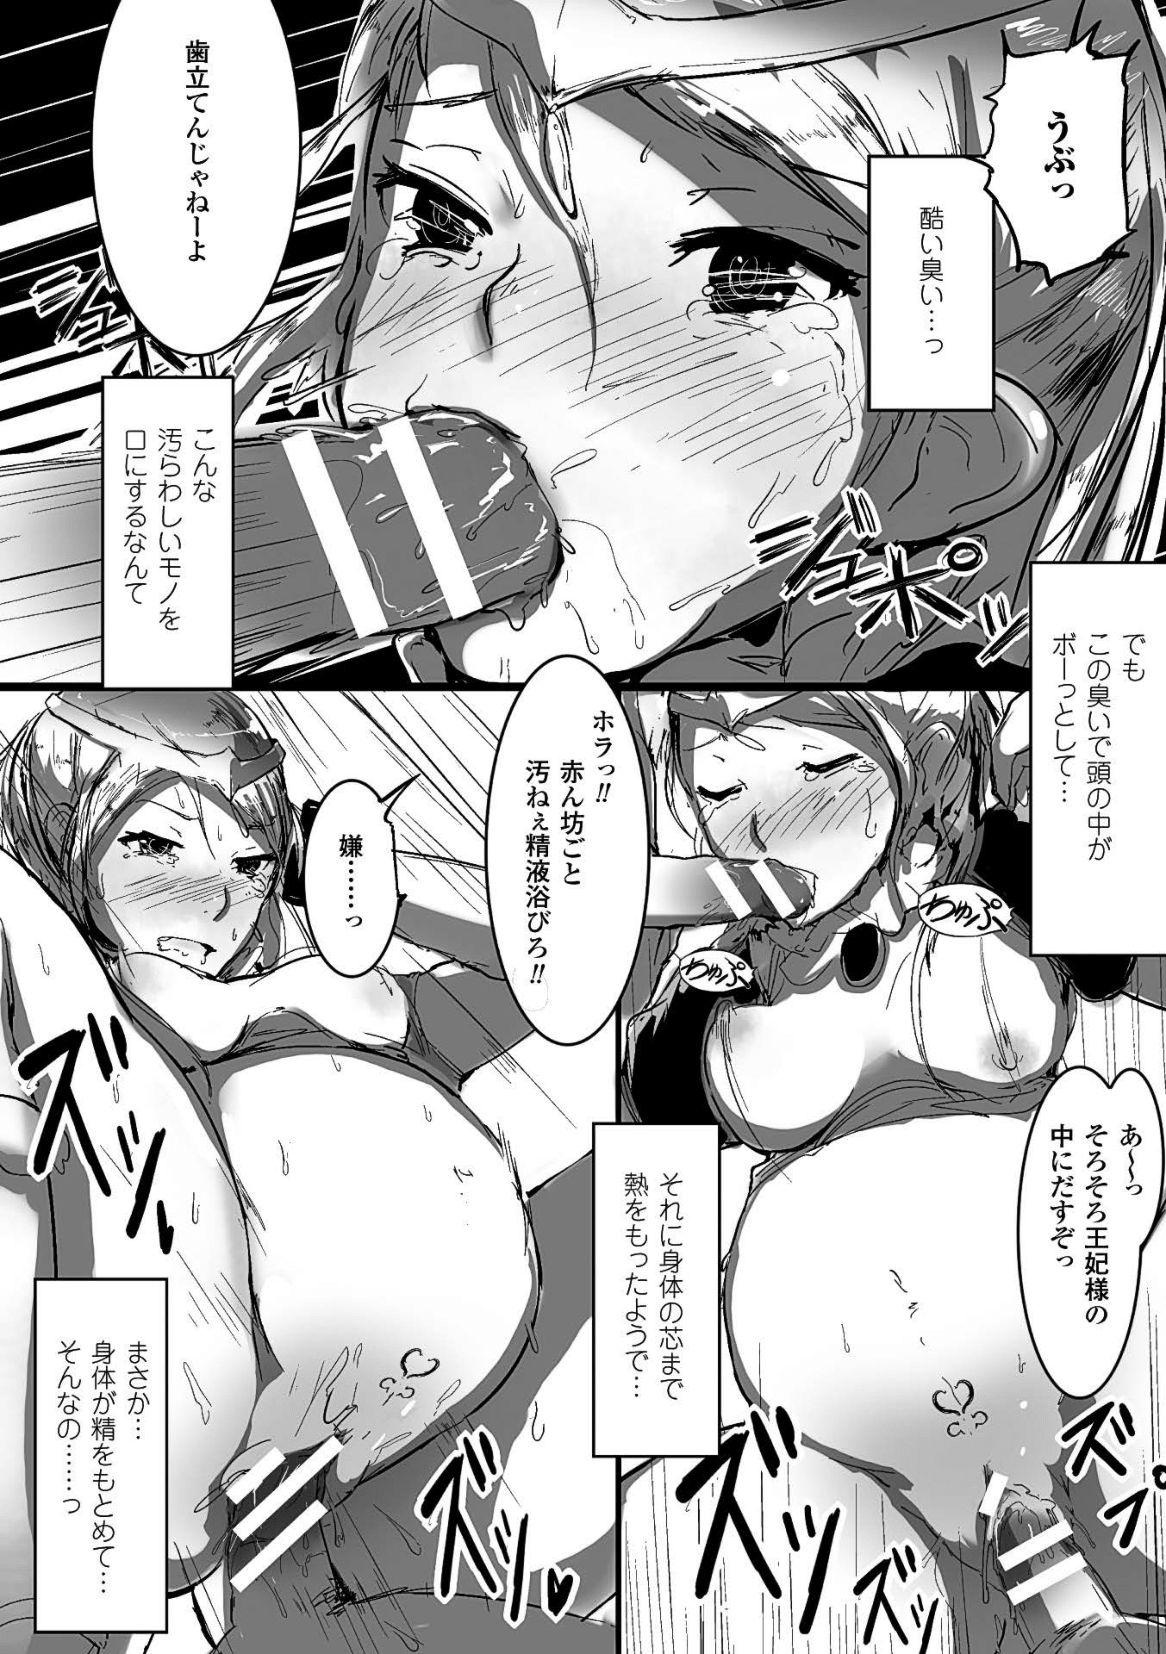 うぶっ
酷い臭い…っ
歯立てんじゃねーよ
ジュ
こんな
汚らわしいモノを
口にするなんて
ジュポ
でも
この臭いで頭の中が
ボーっとして…
ちゅぷ
ちゅぷ
あ〜っ
そろそろ王妃様の
中にだすぞっ
それに身体の芯まで
熱をもったようで…
ズッ
ズッ
ズプ
ホラっ!!
赤ん坊ごと
汚ねぇ精液浴びろ!!
嫌……っ
ズッ
ズッ
ズッ
まさか…
身体が精をもとめて…
そんなの……っ